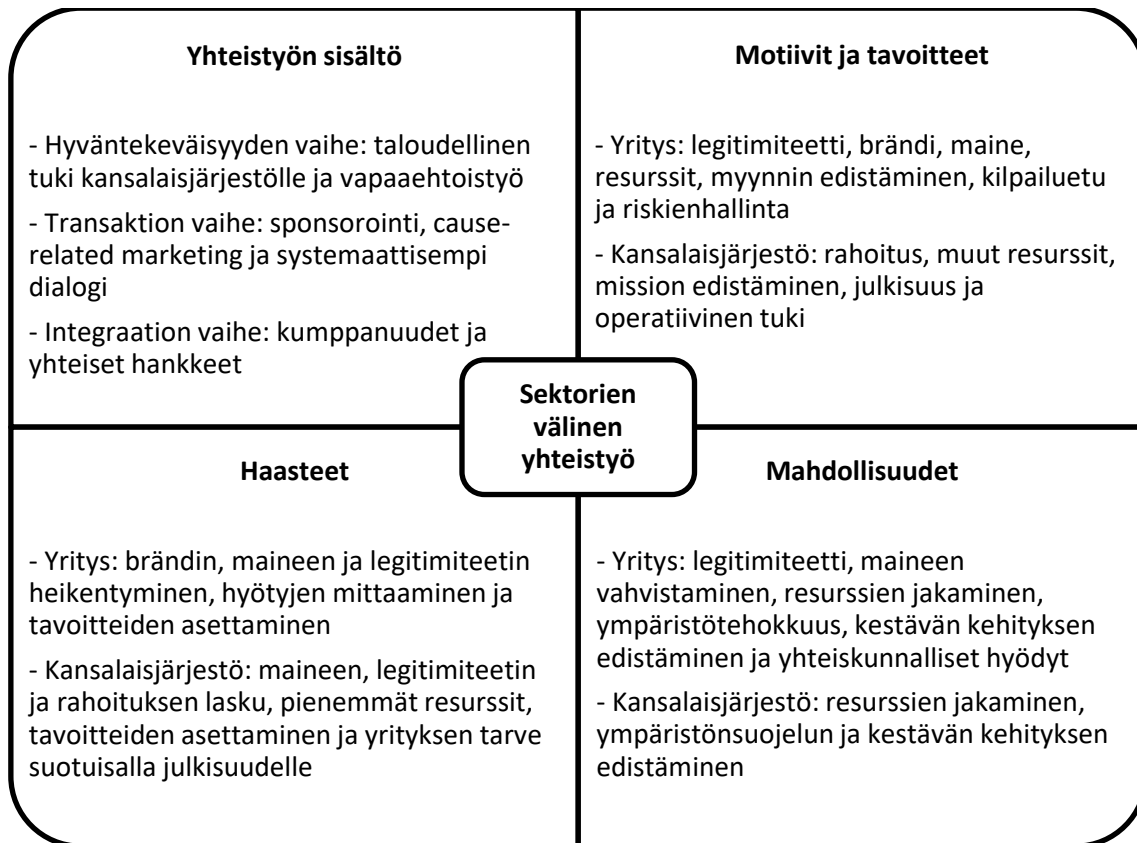 Yhteistyön sisältö
- Hyväntekeväisyyden vaihe: taloudellinen
tuki kansalaisjärjestölle ja vapaaehtoistyö
- Transaktion vaihe: sponsorointi, cause-
related marketing ja systemaattisempi
dialogi
- Integraation vaihe: kumppanuudet ja
yhteiset hankkeet
Motiivit ja tavoitteet
- Yritys: legitimiteetti, brändi, maine,
resurssit, myynnin edistäminen, kilpailuetu
ja riskienhallinta
- Kansalaisjärjestö: rahoitus, muut resurssit,
mission edistäminen, julkisuus ja
operatiivinen tuki
Sektorien
välinen
yhteistyö
Haasteet
- Yritys: brändin, maineen ja legitimiteetin
heikentyminen, hyötyjen mittaaminen ja
tavoitteiden asettaminen
- Kansalaisjärjestö: maineen, legitimiteetin
ja rahoituksen lasku, pienemmät resurssit,
tavoitteiden asettaminen ja yrityksen tarve
suotuisalla julkisuudelle
Mahdollisuudet
- Yritys: legitimiteetti, maineen
vahvistaminen, resurssien jakaminen,
ympäristötehokkuus, kestävän kehityksen
edistäminen ja yhteiskunnalliset hyödyt
- Kansalaisjärjestö: resurssien jakaminen,
ympäristönsuojelun ja kestävän kehityksen
edistäminen